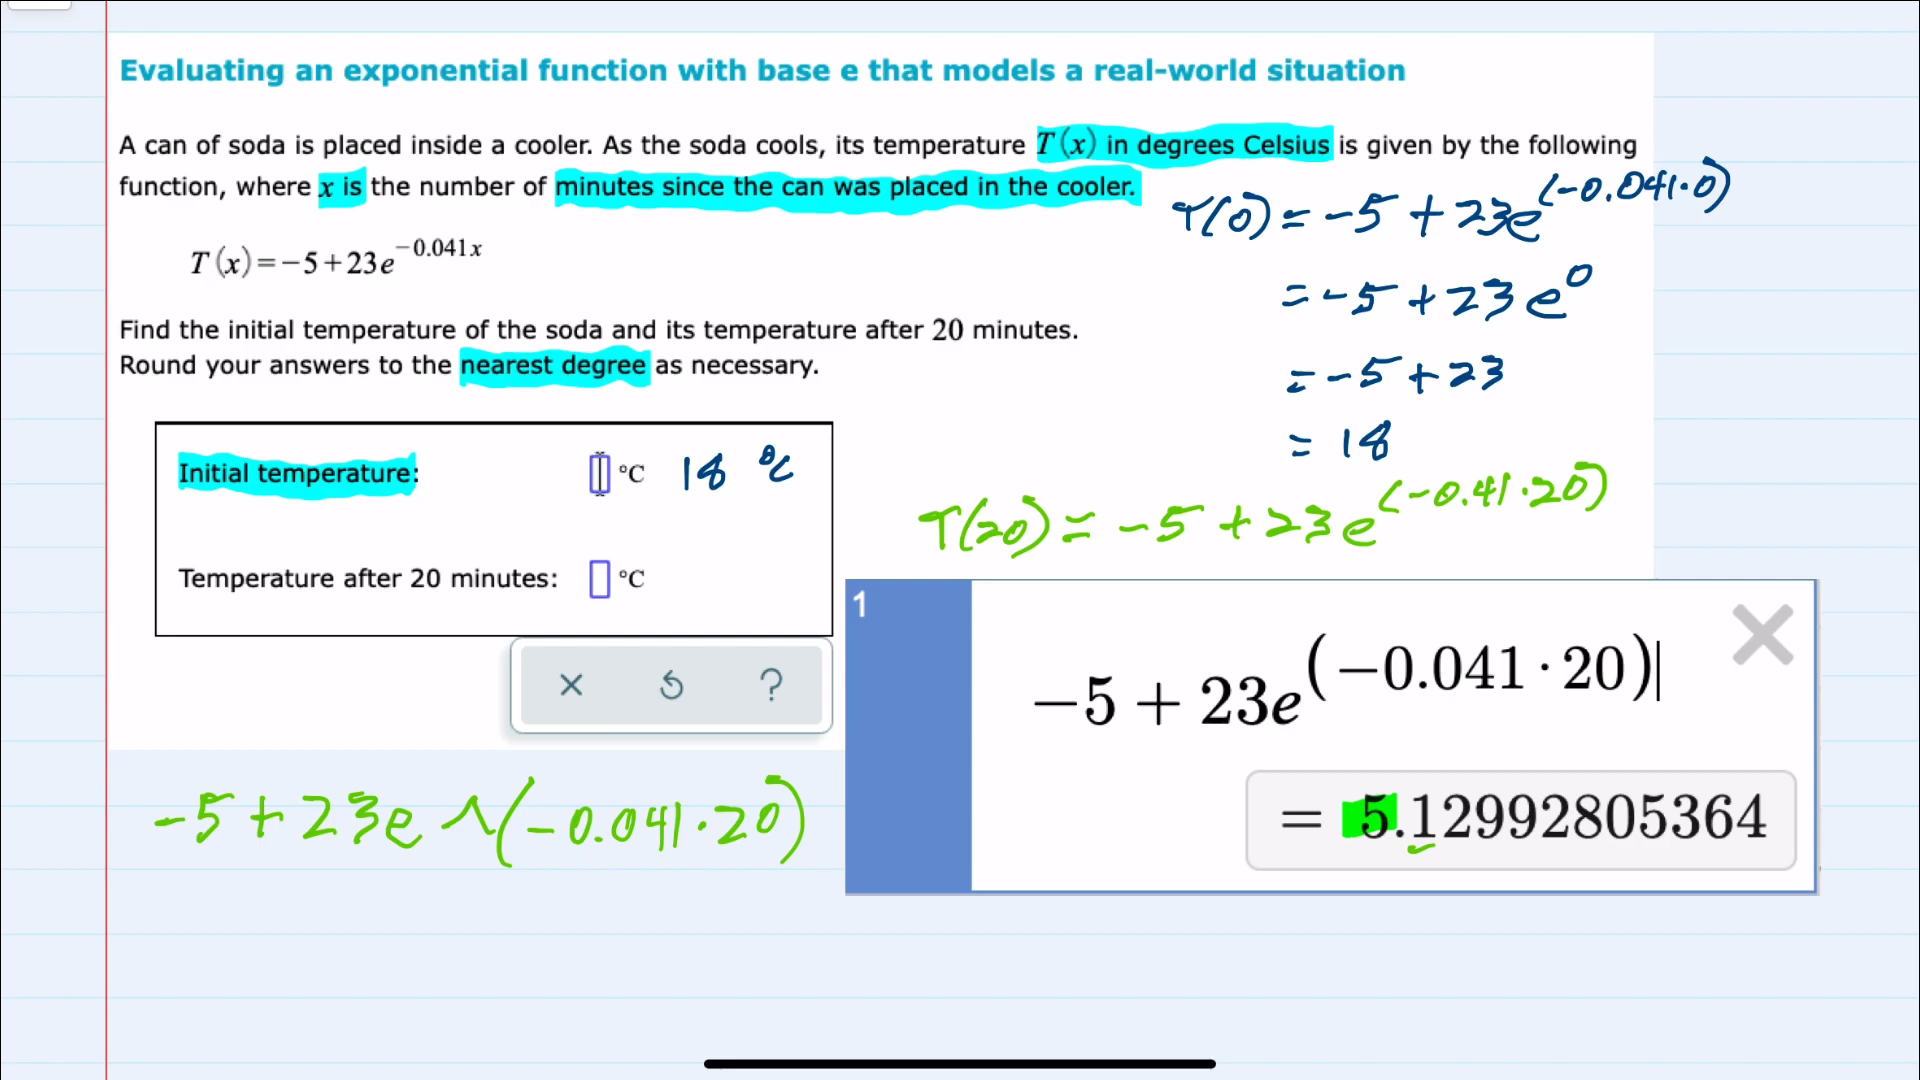 Evaluating an exponential function with base e that models a real-world situation
A can of soda is placed inside a cooler. As the soda cools, its temperature T(x) in degrees Celsius is given by the following
function, where x is the number of minutes since the can was placed in the cooler.
T(0) = -5 + 23e^(-0.041·0)
T(x)=−5+23e^−0.041x
= -5 + 23e^0
Find the initial temperature of the soda and its temperature after 20 minutes.
Round your answers to the nearest degree as necessary.
= -5 + 23
= 18
Initial temperature: °C 18 °C
T(20) = -5 + 23e^(-0.41·20)
Temperature after 20 minutes: °C
1
−5 + 23e^(−0.041·20)
× ?
= 5.12992805364
-5 + 23e^(-0.041·20)